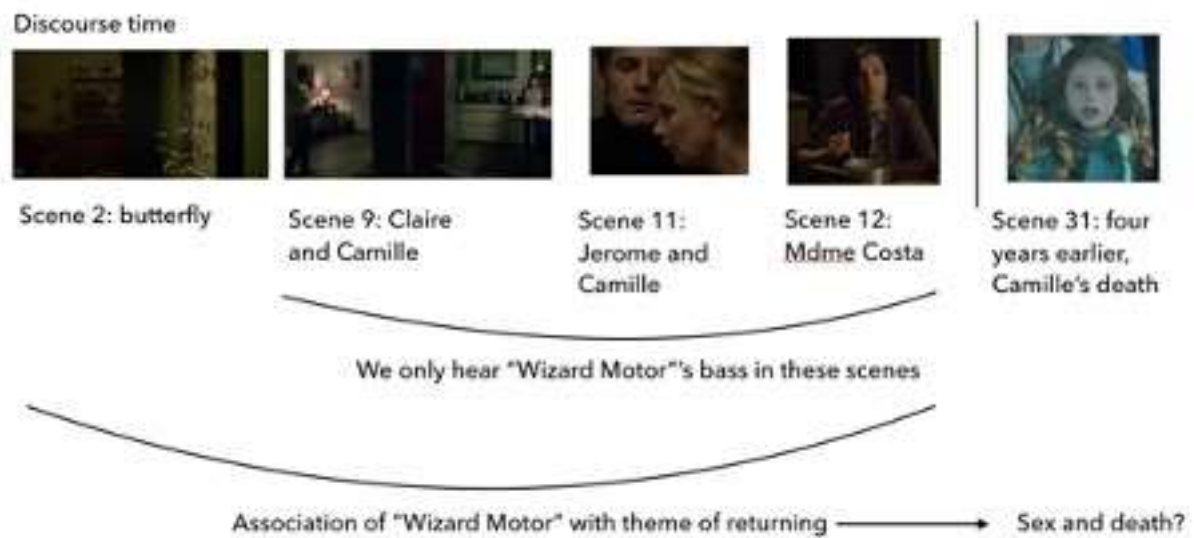 Discourse time
Scene 2: butterfly
Scene 9: Claire
and Camille
Scene 11:
Jerome and
Camille
Scene 12:
Mdme Costa
Scene 31: four
years earlier,
Camille's death
We only hear "Wizard Motor"'s bass in these scenes
Association of "Wizard Motor" with theme of returning
Sex and death?